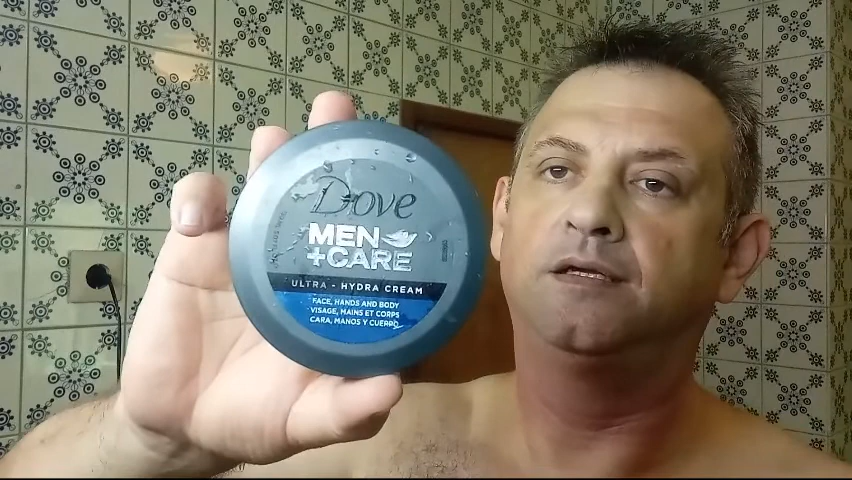 Dove
MEN
+CARE
ULTRA - HYDRA CREAM
FACE, HANDS AND BODY
VISAGE, MAINS ET CORPS
CARA, MANOS Y CUERPO